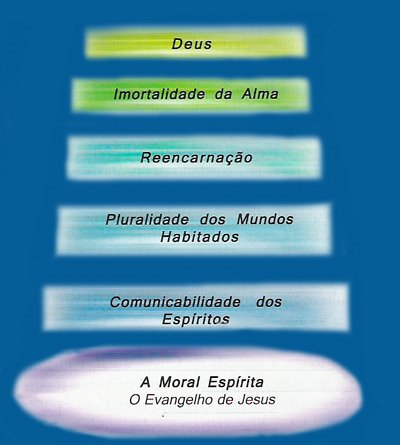 Deus
Imortalidade da Alma
Reencarnação
Pluralidade dos Mundos
Habitados
Comunicabilidade dos
Espíritos
A Moral Espírita
O Evangelho de Jesus